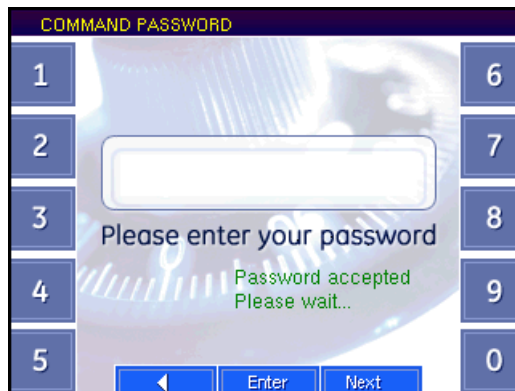 COMMAND PASSWORD
1
2
3
4
5
Please enter your password
Password accepted
Please wait...
6
7
8
9
0
Enter
Next